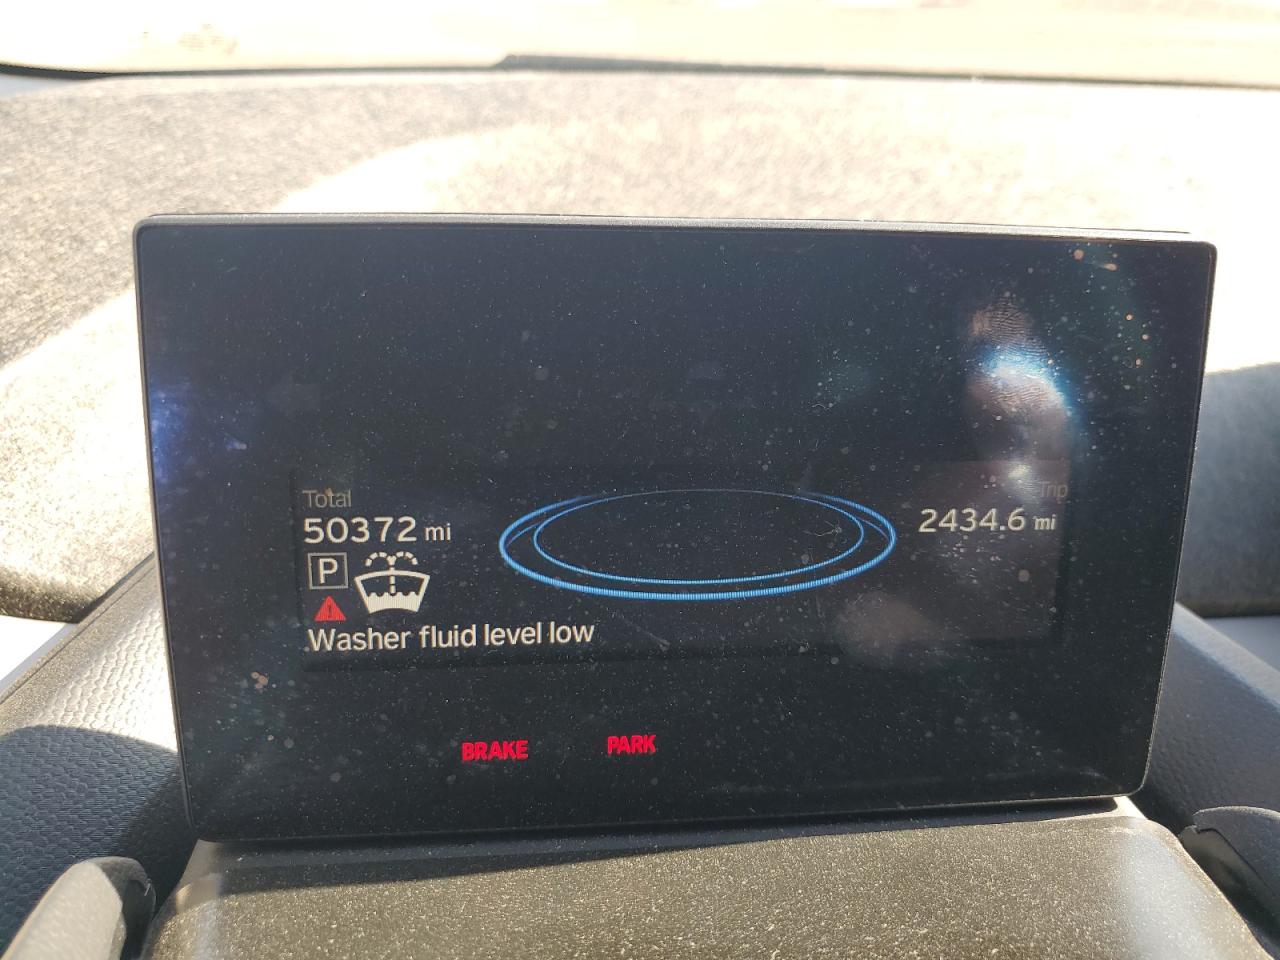 Total
50372 mi
Trip
2434.6 mi
P
Washer fluid level low
BRAKE PARK